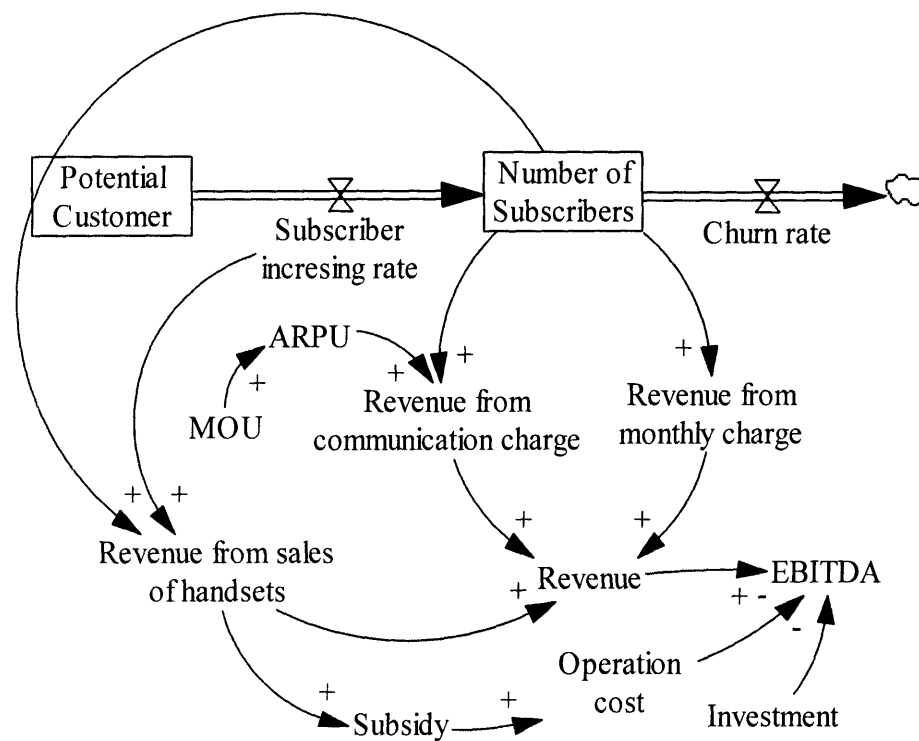 Potential
Customer
Number of
Subscribers
Subscriber
incresing rate
Churn rate
ARPU
+
+
+
+
MOU
Revenue from
communication charge
Revenue from
monthly charge
+
+
Revenue from sales
of handsets
+
+
Revenue
EBITDA
+
+ -
-
Operation
cost
+
+
Subsidy
Investment